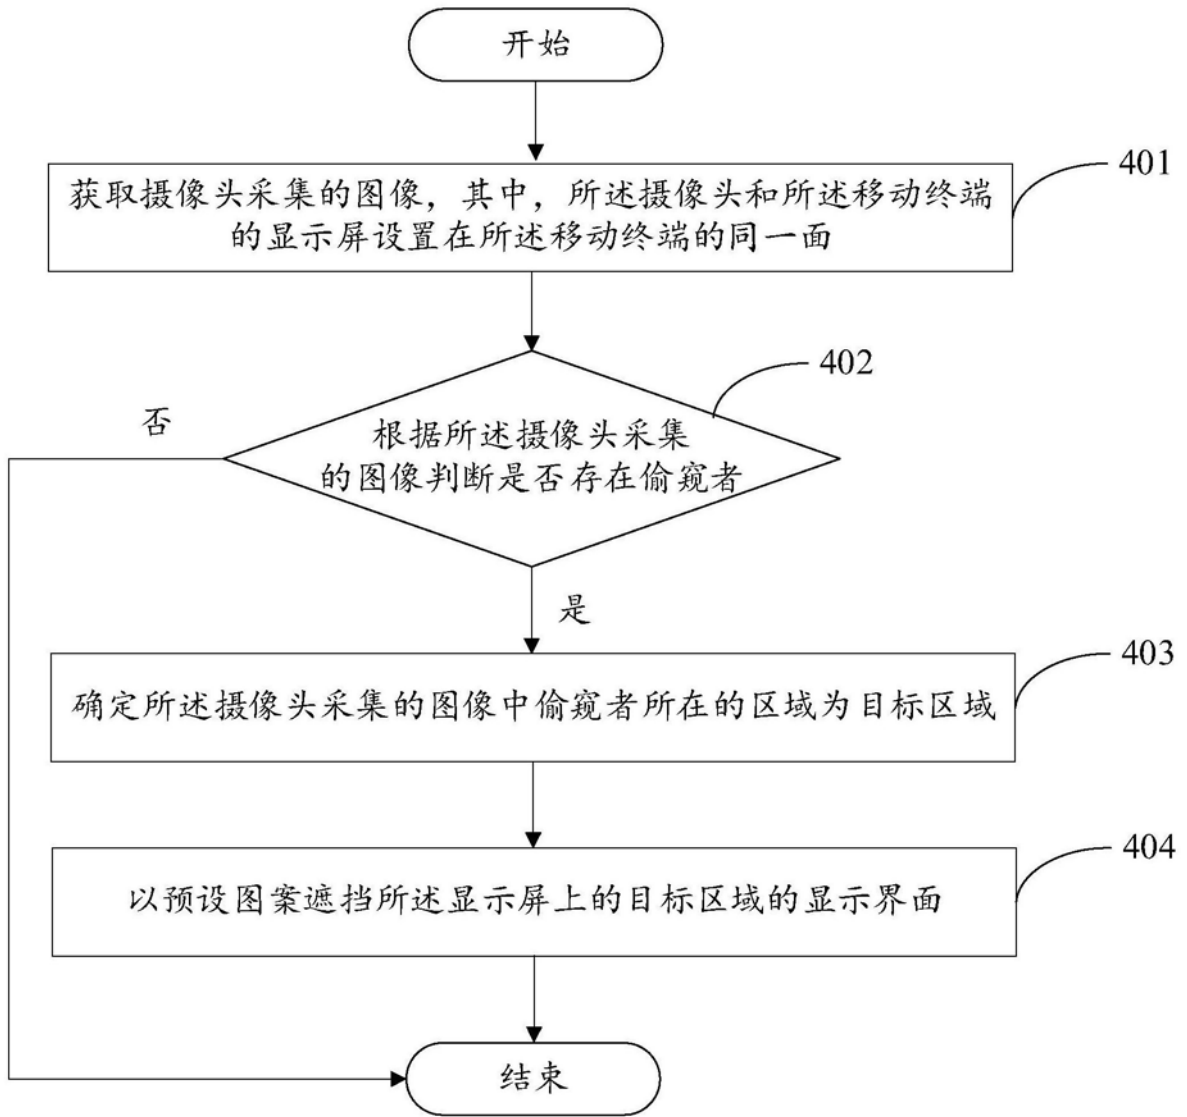 开始
401
获取摄像头采集的图像，其中，所述摄像头和所述移动终端
的显示屏设置在所述移动终端的同一面
402
否
根据所述摄像头采集
的图像判断是否存在偷窥者
是
403
确定所述摄像头采集的图像中偷窥者所在的区域为目标区域
404
以预设图案遮挡所述显示屏上的目标区域的显示界面
结束